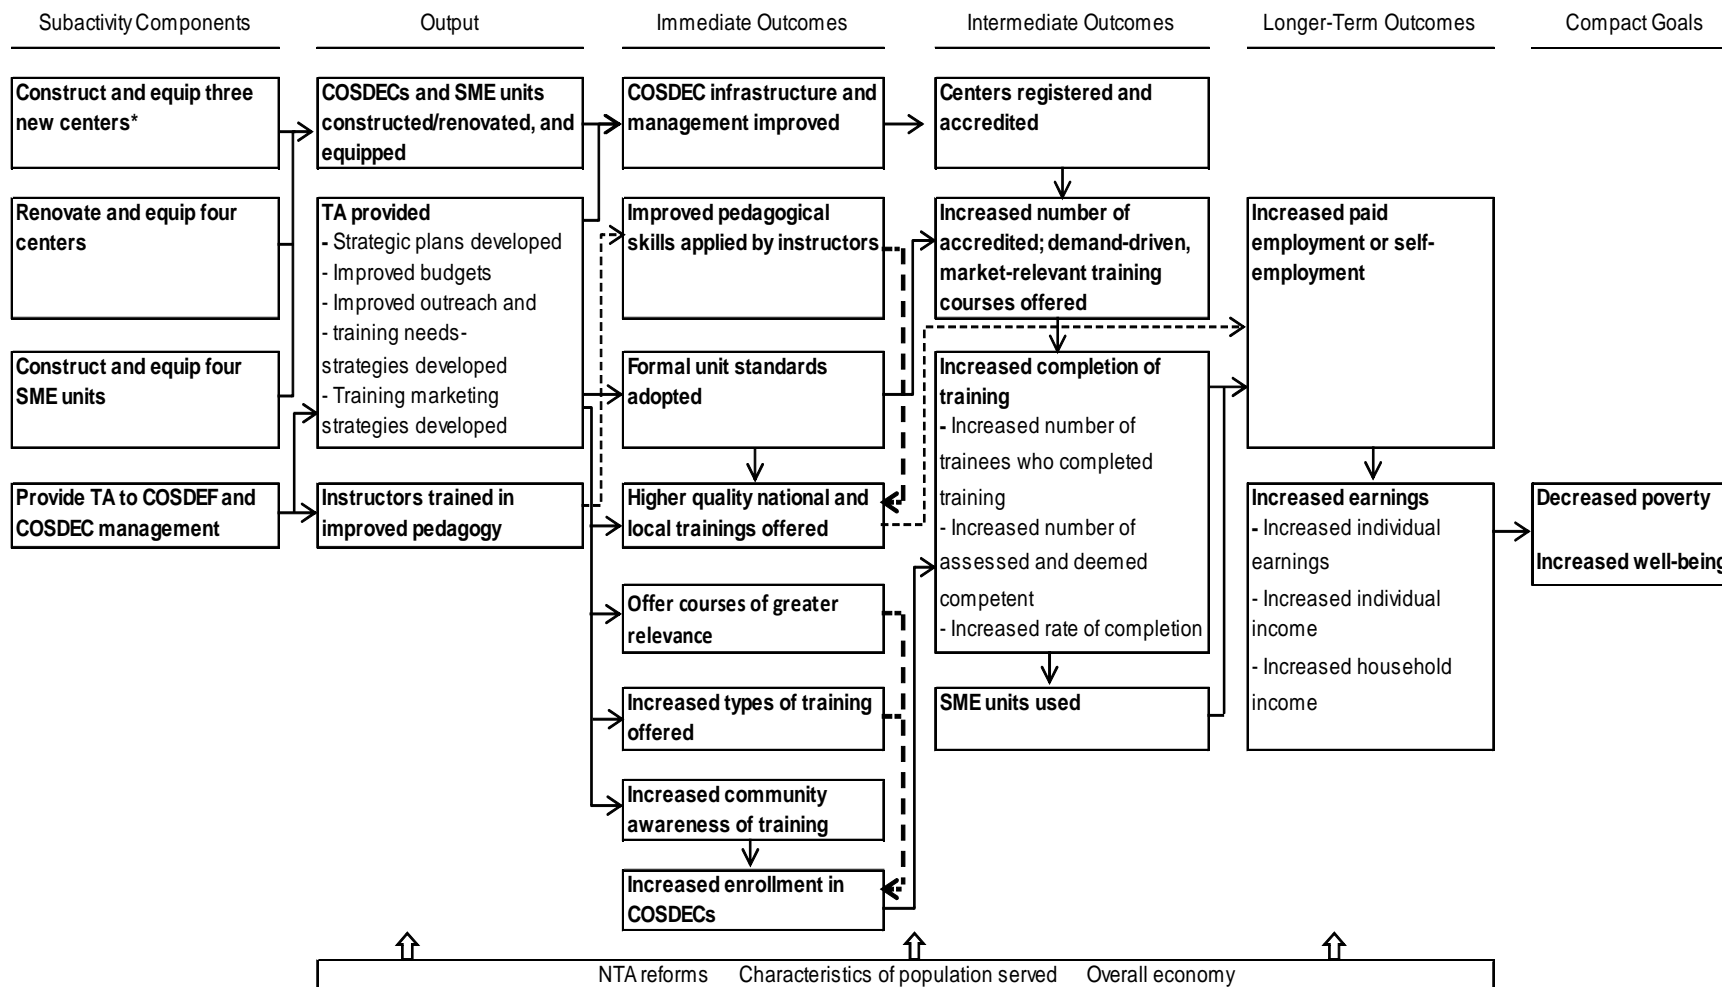 Subactivity Components
Output
Immediate Outcomes
Intermediate Outcomes
Longer-Term Outcomes
Compact Goals
Construct and equip three
new centers*
Renovate and equip four
centers
Construct and equip four
SME units
Provide TA to COSDEF and
COSDEC management
COSDECs and SME units
constructed/renovated, and
equipped
TA provided
- Strategic plans developed
- Improved budgets
- Improved outreach and
- training needs-
strategies developed
- Training marketing
strategies developed
Instructors trained in
improved pedagogy
COSDEC infrastructure and
management improved
Improved pedagogical
skills applied by instructors
Formal unit standards
adopted
Higher quality national and
local trainings offered
Offer courses of greater
relevance
Increased types of training
offered
Increased community
awareness of training
Increased enrollment in
COSDECs
Centers registered and
accredited
Increased number of
accredited; demand-driven,
market-relevant training
courses offered
Increased completion of
training
- Increased number of
trainees who completed
training
- Increased number of
assessed and deemed
competent
- Increased rate of completion
SME units used
Increased paid
employment or self-
employment
Increased earnings
- Increased individual
earnings
- Increased individual
income
- Increased household
income
Decreased poverty
Increased well-being
NTA reforms Characteristics of population served Overall economy